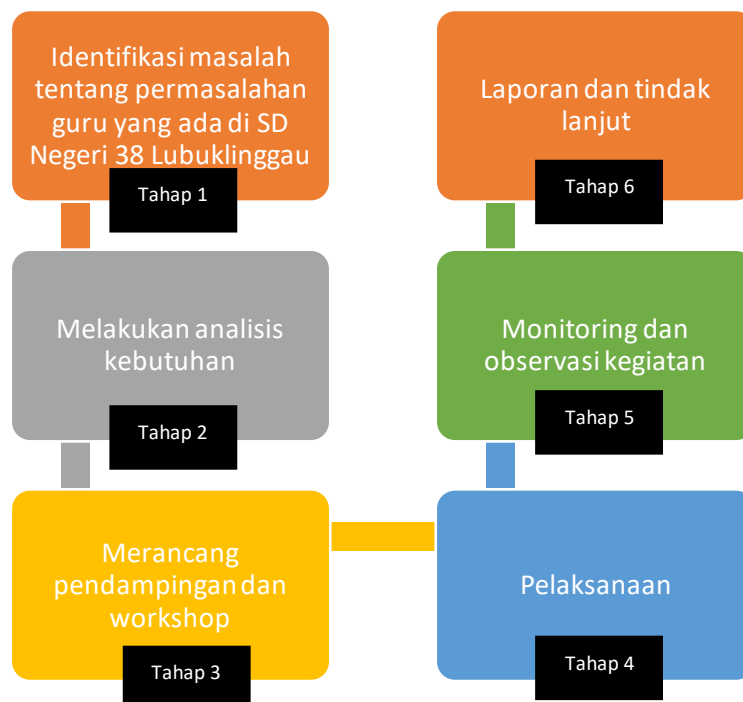 Identifikasi masalah
tentang permasalahan
guru yang ada di SD
Negeri 38 Lubuklinggau
Tahap 1
Melakukan analisis
kebutuhan
Tahap 2
Merancang
pendampingan dan
workshop
Tahap 3
Pelaksanaan
Tahap 4
Monitoring dan
observasi kegiatan
Tahap 5
Laporan dan tindak
lanjut
Tahap 6